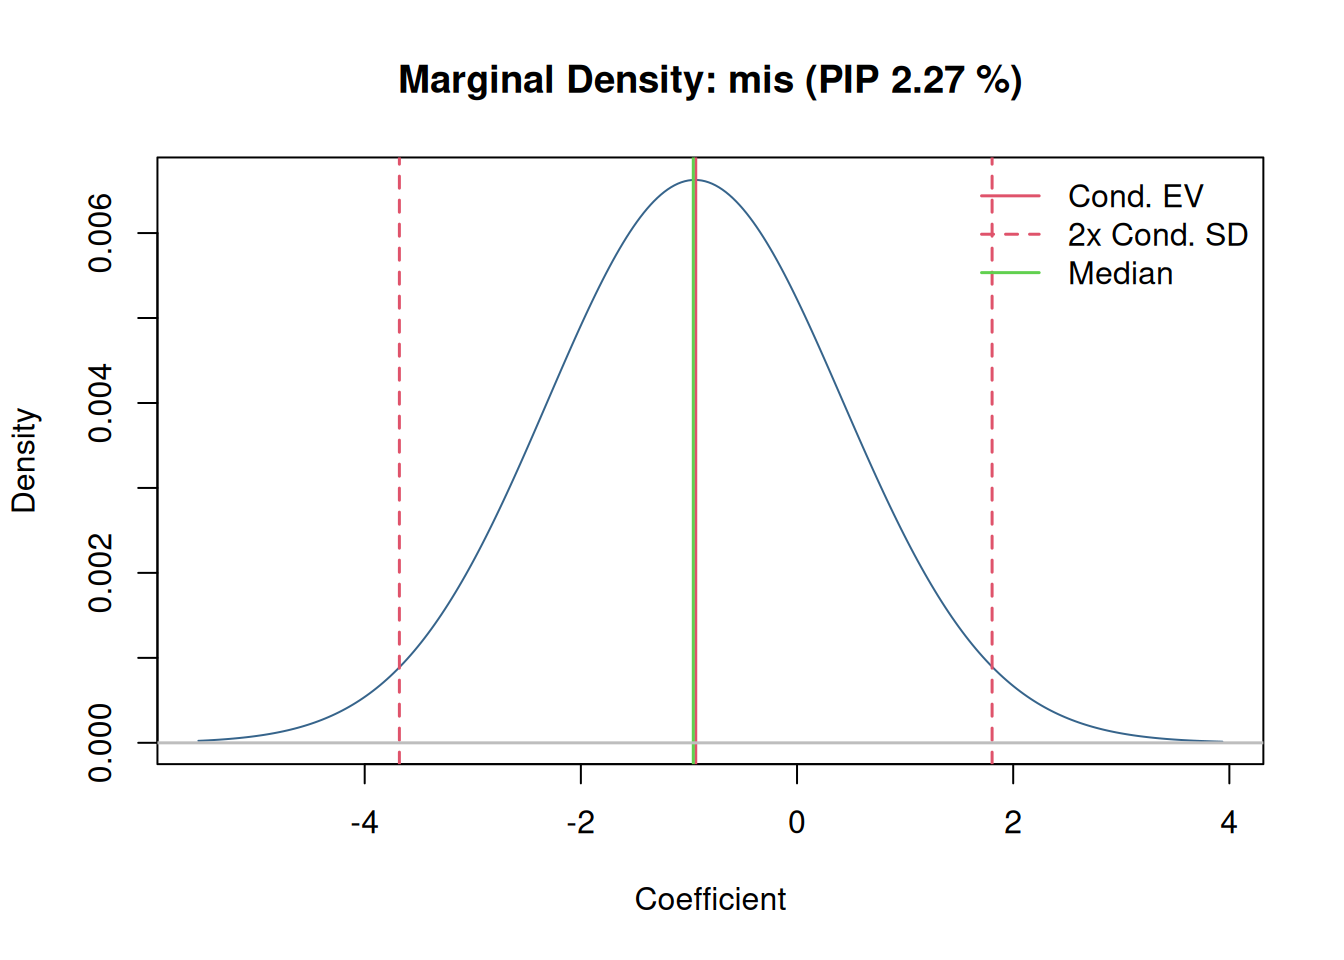 Marginal Density: mis (PIP 2.27 %)
Cond. EV
2x Cond. SD
Median
0.006
0.004
0.002
0.000
Density
-4
-2
0
2
4
Coefficient